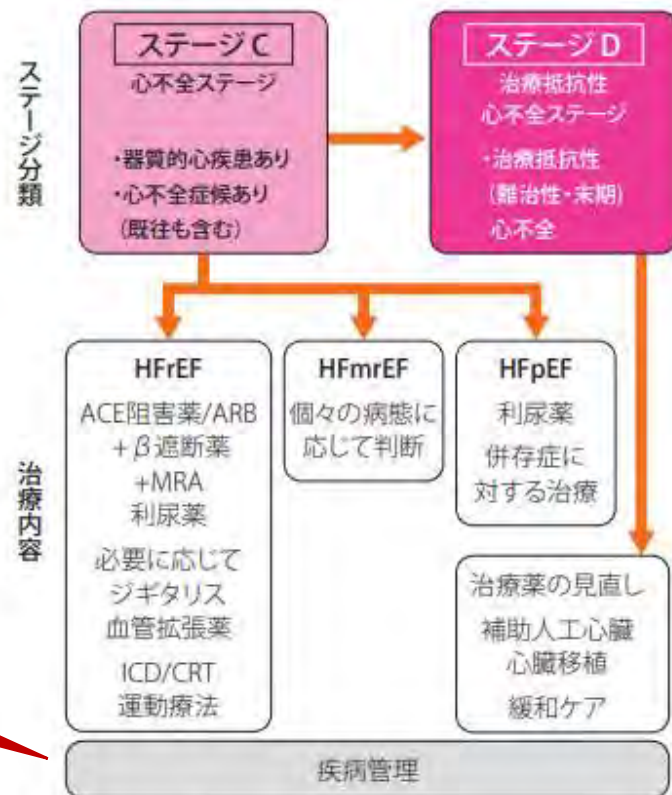 ステージ分類
ステージC
心不全ステージ
・器質的心疾患あり
・心不全症候あり
(既往も含む)
ステージD
治療抵抗性
心不全ステージ
・治療抵抗性
(難治性・末期)
心不全
治療内容
HFrEF
ACE阻害薬/ARB
+β遮断薬
+MRA
利尿薬
必要に応じて
ジギタリス
血管拡張薬
ICD/CRT
運動療法
HFmrEF
個々の病態に
応じて判断
HFpEF
利尿薬
併存症に
対する治療
治療薬の見直し
補助人工心臓
心臓移植
緩和ケア
疾病管理